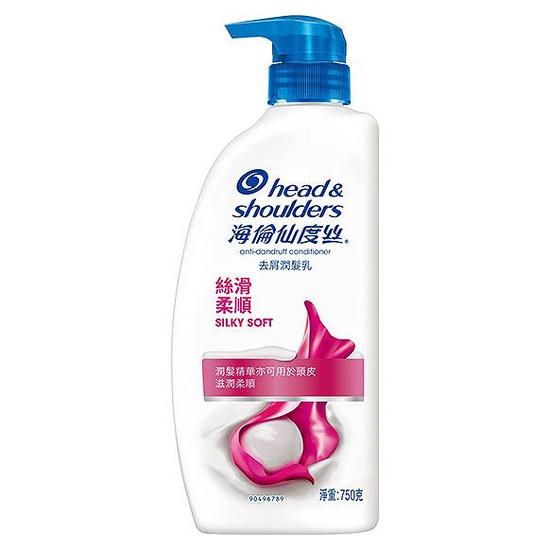 head &
shoulders
海倫仙度丝®
anti-dandruff conditioner
去屑潤髮乳
絲滑
柔順
SILKY SOFT
潤髮精華亦可用於頭皮
滋潤柔順
90496789
淨重:750克